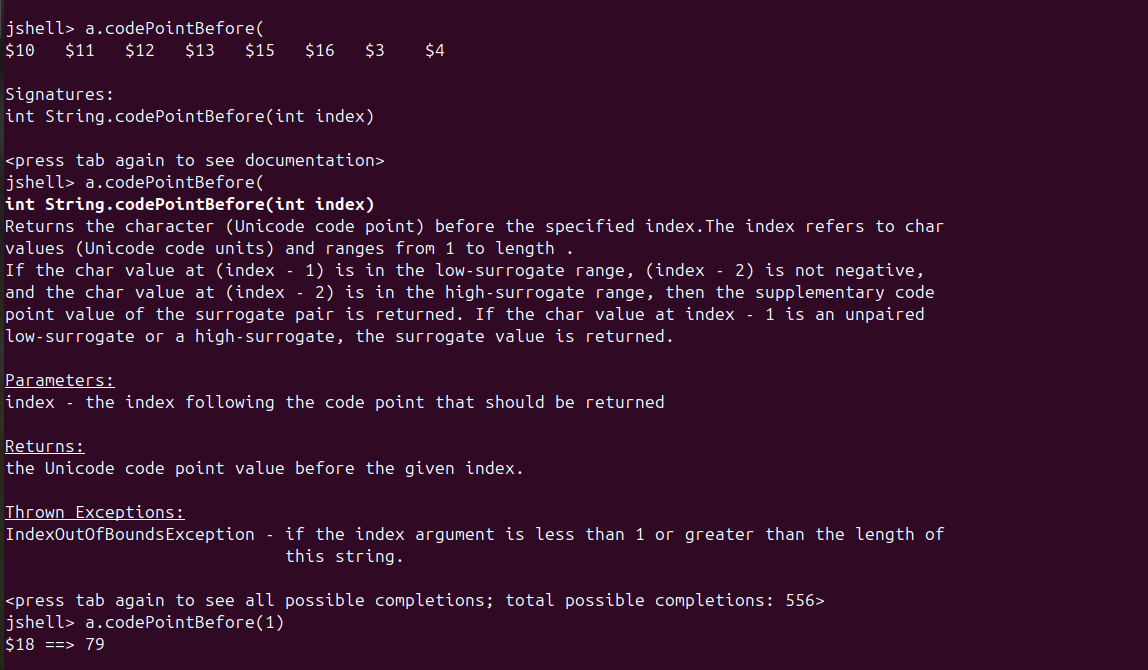 jshell> a.codePointBefore(
$10   $11   $12   $13   $15   $16   $3    $4
Signatures:
int String.codePointBefore(int index)
<press tab again to see documentation>
jshell> a.codePointBefore(
int String.codePointBefore(int index)
Returns the character (Unicode code point) before the specified index.The index refers to char
values (Unicode code units) and ranges from 1 to length .
If the char value at (index - 1) is in the low-surrogate range, (index - 2) is not negative,
and the char value at (index - 2) is in the high-surrogate range, then the supplementary code
point value of the surrogate pair is returned. If the char value at index - 1 is an unpaired
low-surrogate or a high-surrogate, the surrogate value is returned.
Parameters:
index - the index following the code point that should be returned
Returns:
the Unicode code point value before the given index.
Thrown Exceptions:
IndexOutOfBoundsException - if the index argument is less than 1 or greater than the length of
this string.
<press tab again to see all possible completions; total possible completions: 556>
jshell> a.codePointBefore(1)
$18 ==> 79